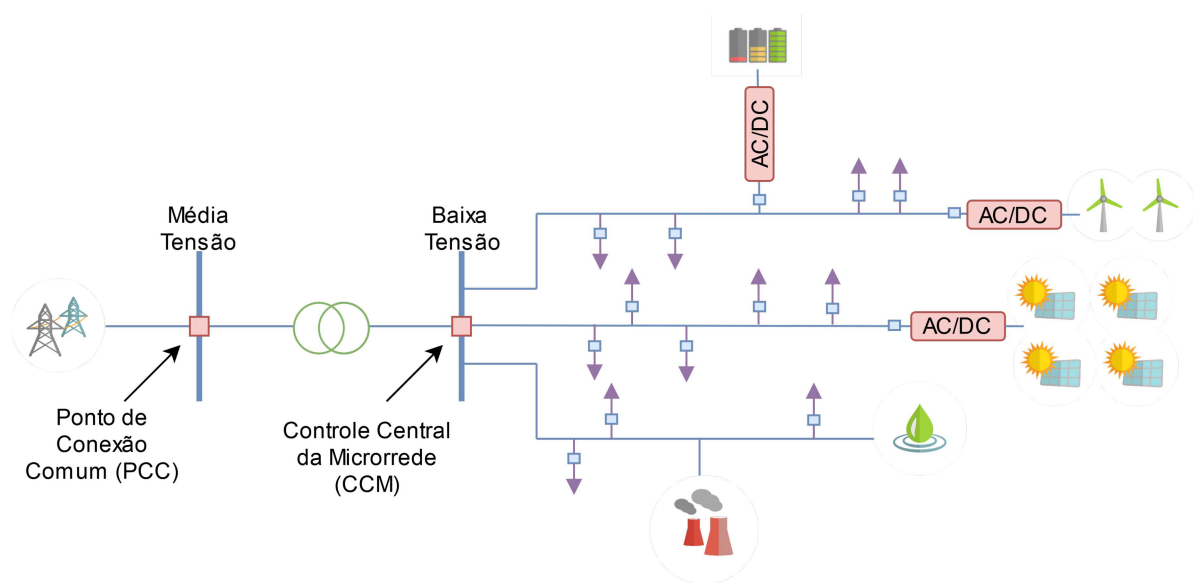 AC/DC
Média
Tensão
Baixa
Tensão
AC/DC
AC/DC
Ponto de
Conexão
Comum (PCC)
Controle Central
da Microrrede
(CCM)